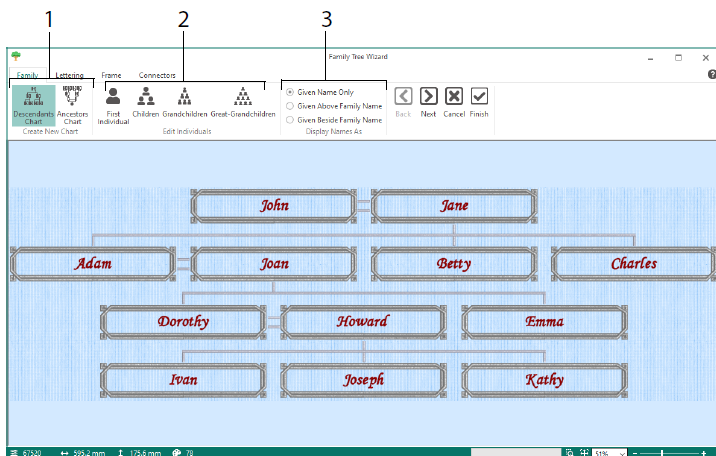 1 2 3
Family Tree Wizard
Family Lettering Frame Connectors
Descendants Chart Ancestors Chart
Create New Chart
First Individual Children Grandchildren Great-Grandchildren
Edit Individuals
Given Name Only
Given Above Family Name
Given Beside Family Name
Display Names As
Back Next Cancel Finish
John Jane
Adam Joan Betty Charles
Dorothy Howard Emma
Ivan Joseph Kathy
67520 595.2 mm 175.6 mm 78 51%